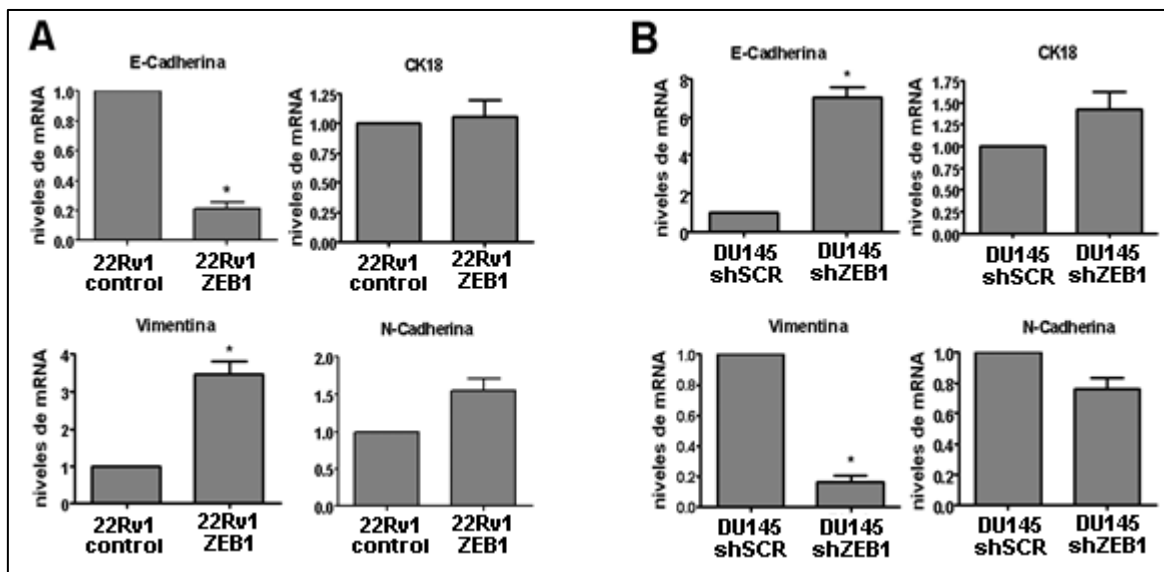 A
E-Cadherina
niveles de mRNA
1.0
0.8
0.6
0.4
0.2
0.0
*
22Rv1
control
22Rv1
ZEB1
CK18
1.25
1.00
0.75
0.50
0.25
0.00
22Rv1
control
22Rv1
ZEB1
Vimentina
niveles de mRNA
4
3
2
1
0
*
22Rv1
control
22Rv1
ZEB1
N-Cadherina
2.0
1.5
1.0
0.5
0.0
22Rv1
control
22Rv1
ZEB1
B
E-Cadherina
niveles de mRNA
8
6
4
2
0
*
DU145
shSCR
DU145
shZEB1
CK18
niveles de mRNA
1.75
1.50
1.25
1.00
0.75
0.50
0.25
0.00
DU145
shSCR
DU145
shZEB1
Vimentina
niveles de mRNA
1.0
0.8
0.6
0.4
0.2
0.0
*
DU145
shSCR
DU145
shZEB1
N-Cadherina
niveles de mRNA
1.0
0.8
0.6
0.4
0.2
0.0
DU145
shSCR
DU145
shZEB1